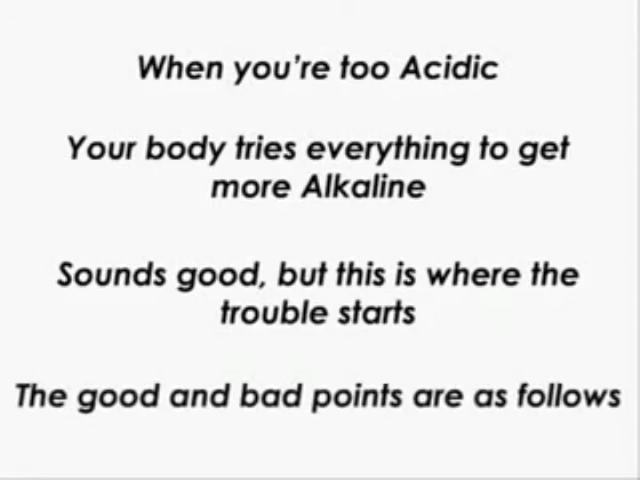 When you're too Acidic
Your body tries everything to get
more Alkaline
Sounds good, but this is where the
trouble starts
The good and bad points are as follows